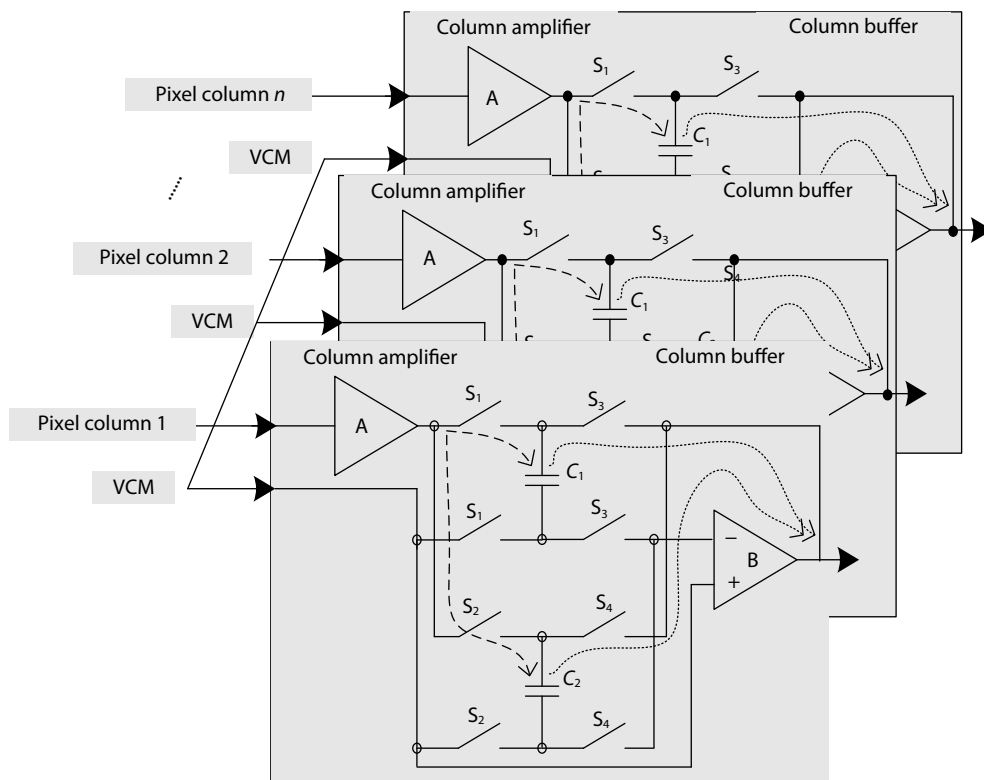 Column amplifier
Column buffer
S1
S3
Pixel column n
A
C1
VCM
S
S
Column amplifier
Column buffer
S1
S3
Pixel column 2
A
S4
C1
VCM
S
S
Column amplifier
Column buffer
S1
S3
Pixel column 1
A
C1
VCM
S1
S3
−
B
+
S2
S4
C2
S2
S4